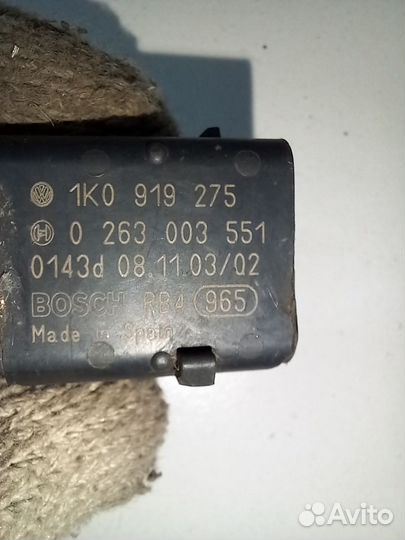 1K0 919 275
0 263 003 551
0143d 08.11.03/02
BOSCH RB4 965
Made in Spain
Avito